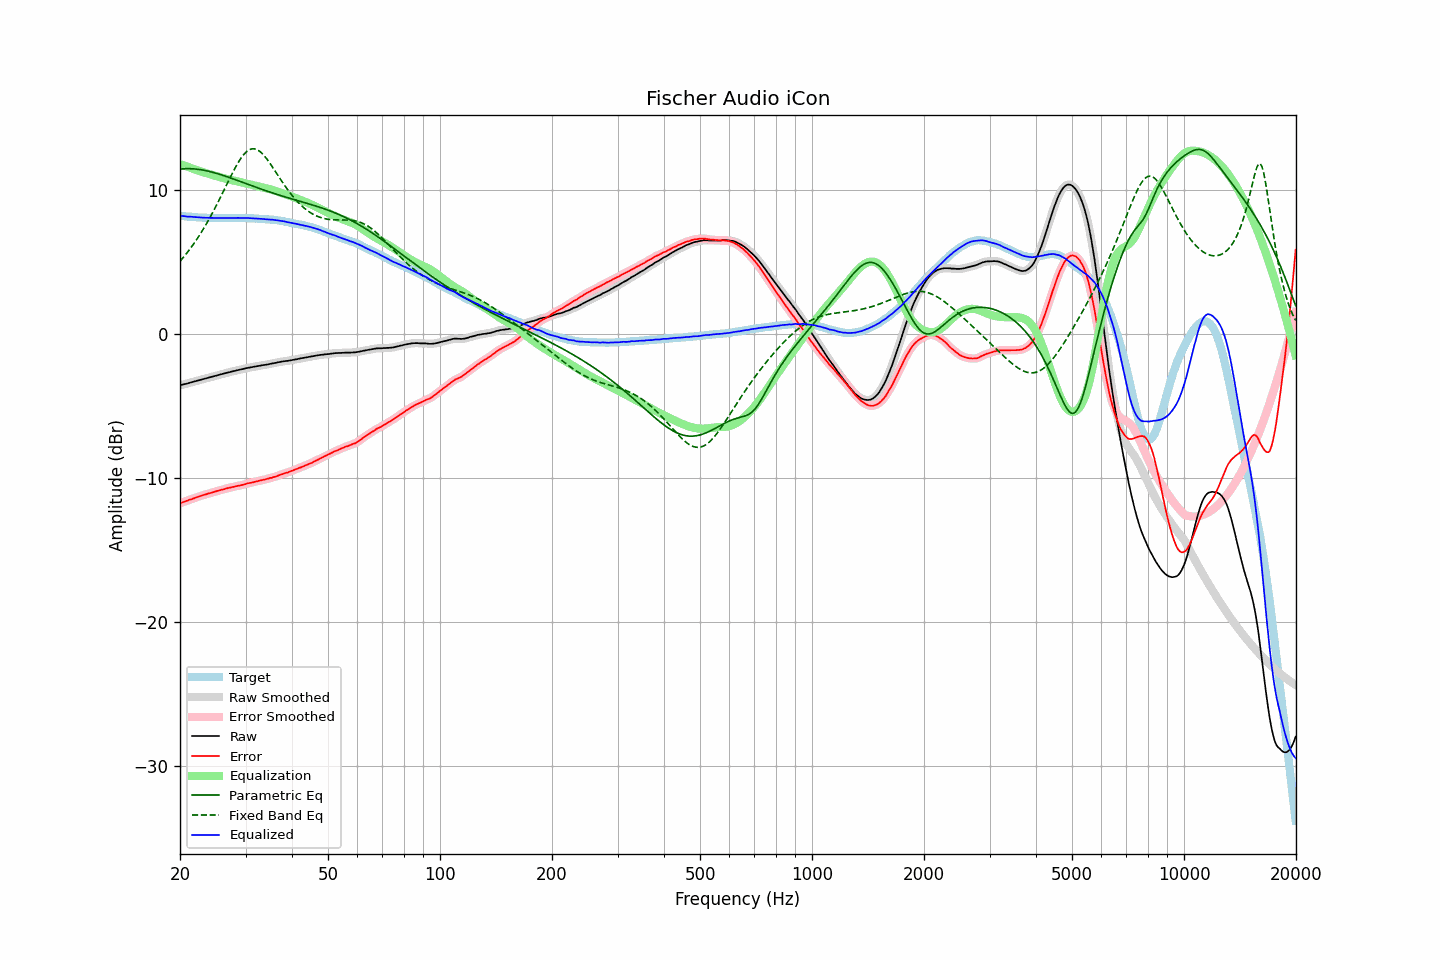 Fischer Audio iCon
Amplitude (dBr)
10
0
−10
−20
−30
Target
Raw Smoothed
Error Smoothed
Raw
Error
Equalization
Parametric Eq
Fixed Band Eq
Equalized
20 50 100 200 500 1000 2000 5000 10000 20000
Frequency (Hz)